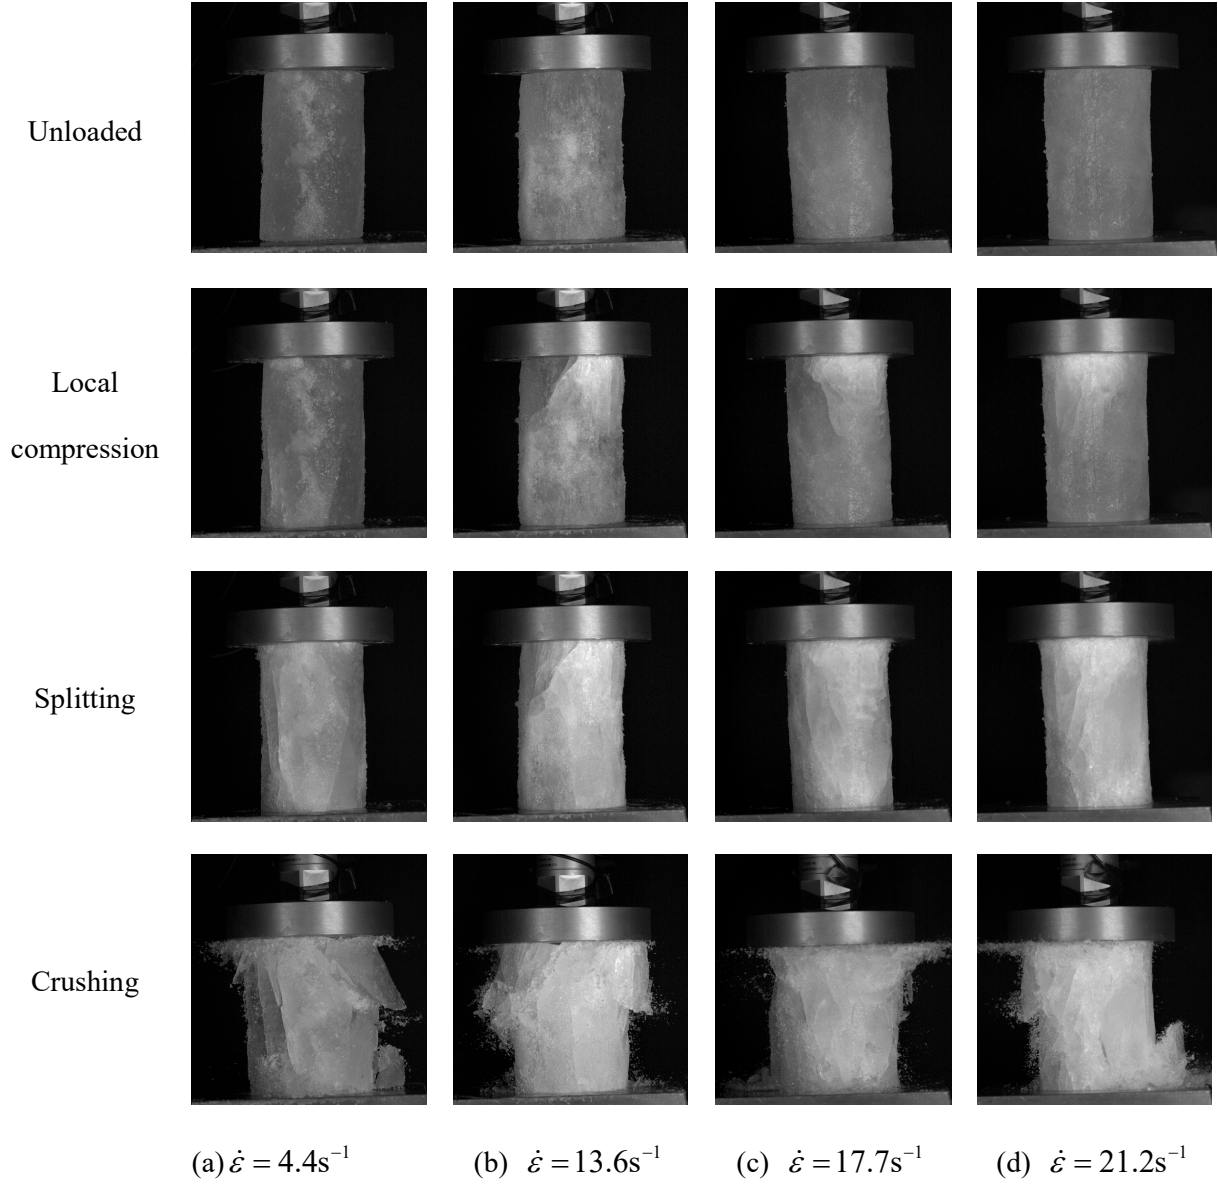 Unloaded
Local
compression
Splitting
Crushing
(a) ε̇ = 4.4s⁻¹ (b) ε̇ = 13.6s⁻¹ (c) ε̇ = 17.7s⁻¹ (d) ε̇ = 21.2s⁻¹